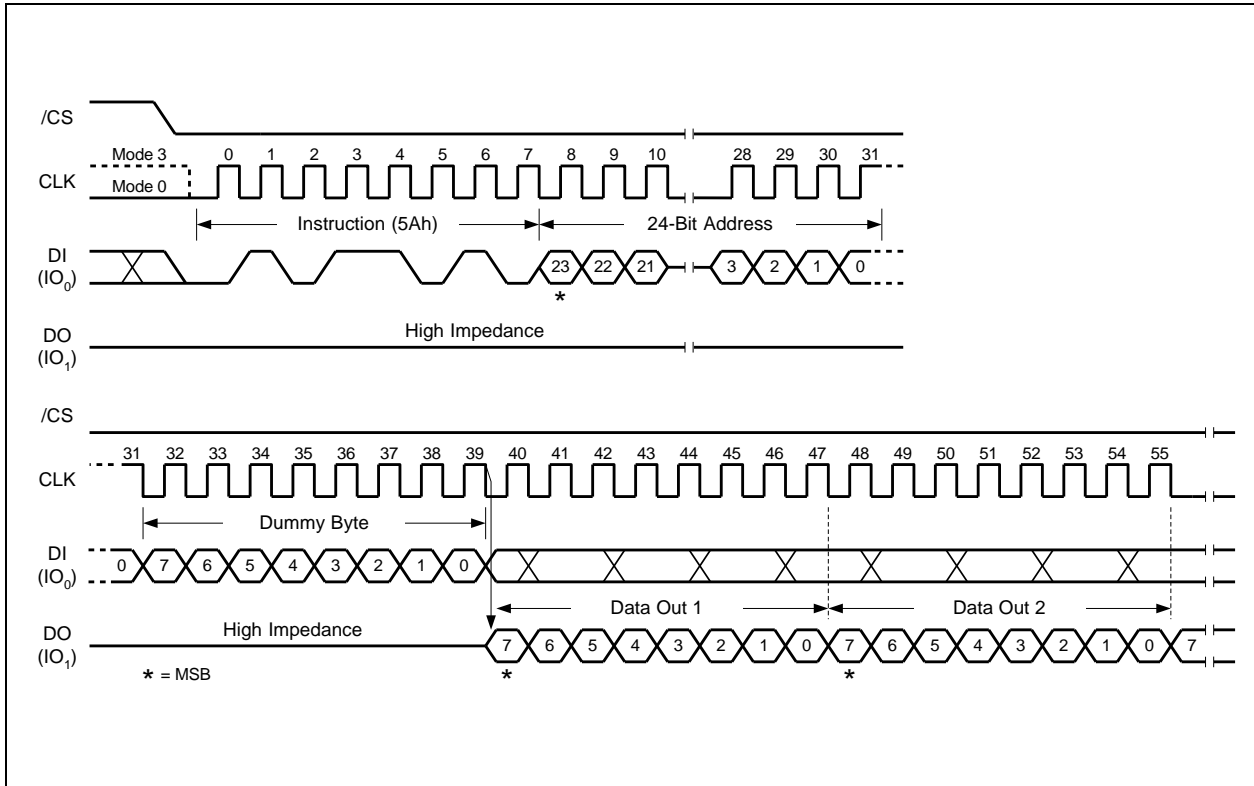 /CS
Mode 3 0 1 2 3 4 5 6 7 8 9 10 28 29 30 31
CLK
Mode 0
Instruction (5Ah) 24-Bit Address
DI
(IO0)
23 22 21 3 2 1 0
*
High Impedance
DO
(IO1)
/CS
31 32 33 34 35 36 37 38 39 40 41 42 43 44 45 46 47 48 49 50 51 52 53 54 55
CLK
Dummy Byte
DI
(IO0)
0 7 6 5 4 3 2 1 0
Data Out 1 Data Out 2
High Impedance
DO
(IO1)
7 6 5 4 3 2 1 0 7 6 5 4 3 2 1 0 7
* = MSB * *